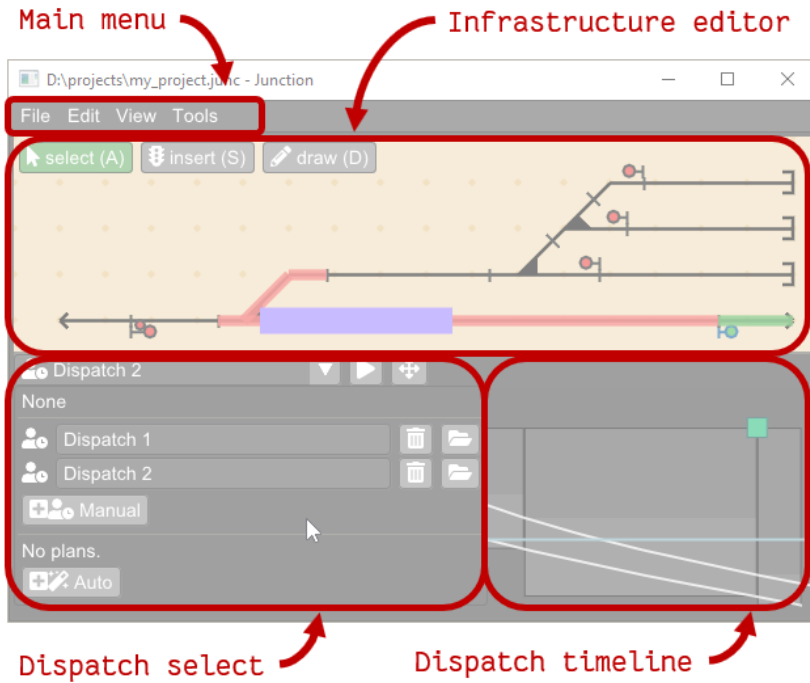 Main menu
Infrastructure editor
D:\projects\my_project.junc - Junction
File Edit View Tools
select (A) insert (S) draw (D)
Dispatch 2
None
Dispatch 1
Dispatch 2
Manual
No plans.
Auto
Dispatch select
Dispatch timeline